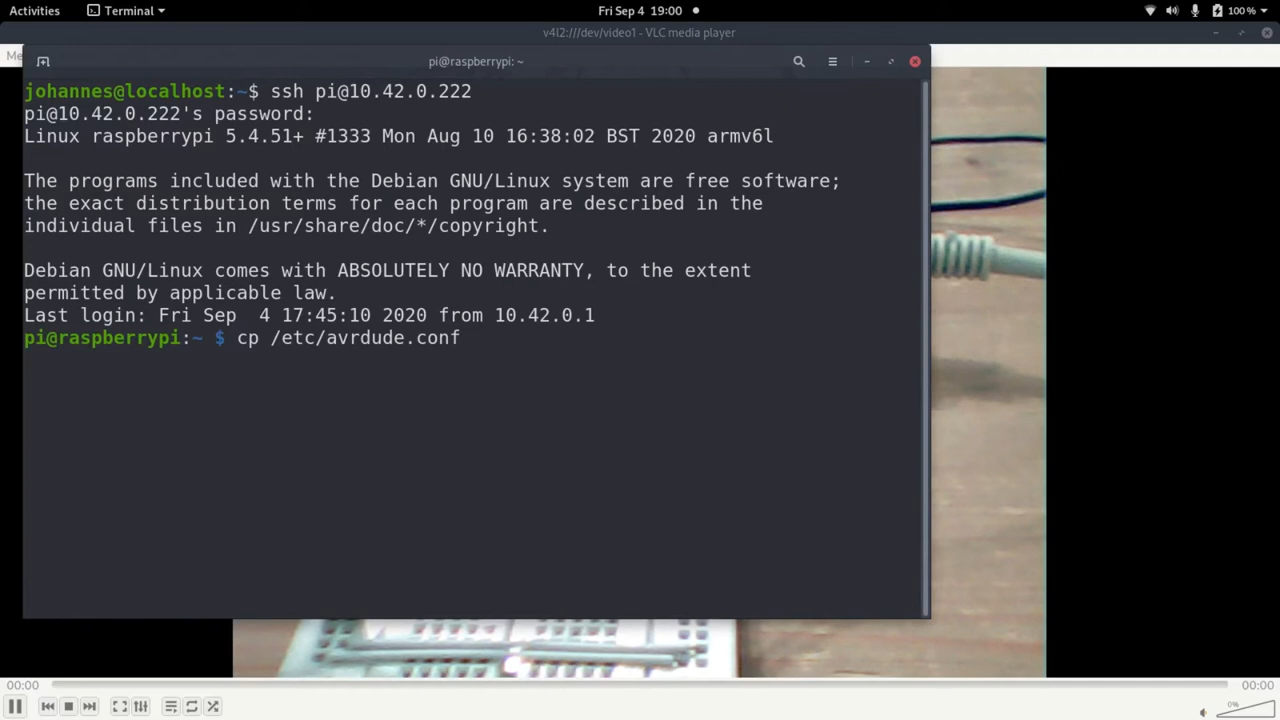 Activities Terminal Fri Sep 4 19:00 100 %
v4l2:///dev/video1 - VLC media player
Me
pi@raspberrypi: ~
johannes@localhost:~$ ssh pi@10.42.0.222
pi@10.42.0.222's password:
Linux raspberrypi 5.4.51+ #1333 Mon Aug 10 16:38:02 BST 2020 armv6l
The programs included with the Debian GNU/Linux system are free software;
the exact distribution terms for each program are described in the
individual files in /usr/share/doc/*/copyright.
Debian GNU/Linux comes with ABSOLUTELY NO WARRANTY, to the extent
permitted by applicable law.
Last login: Fri Sep  4 17:45:10 2020 from 10.42.0.1
pi@raspberrypi:~ $ cp /etc/avrdude.conf
00:00 00:00
0%